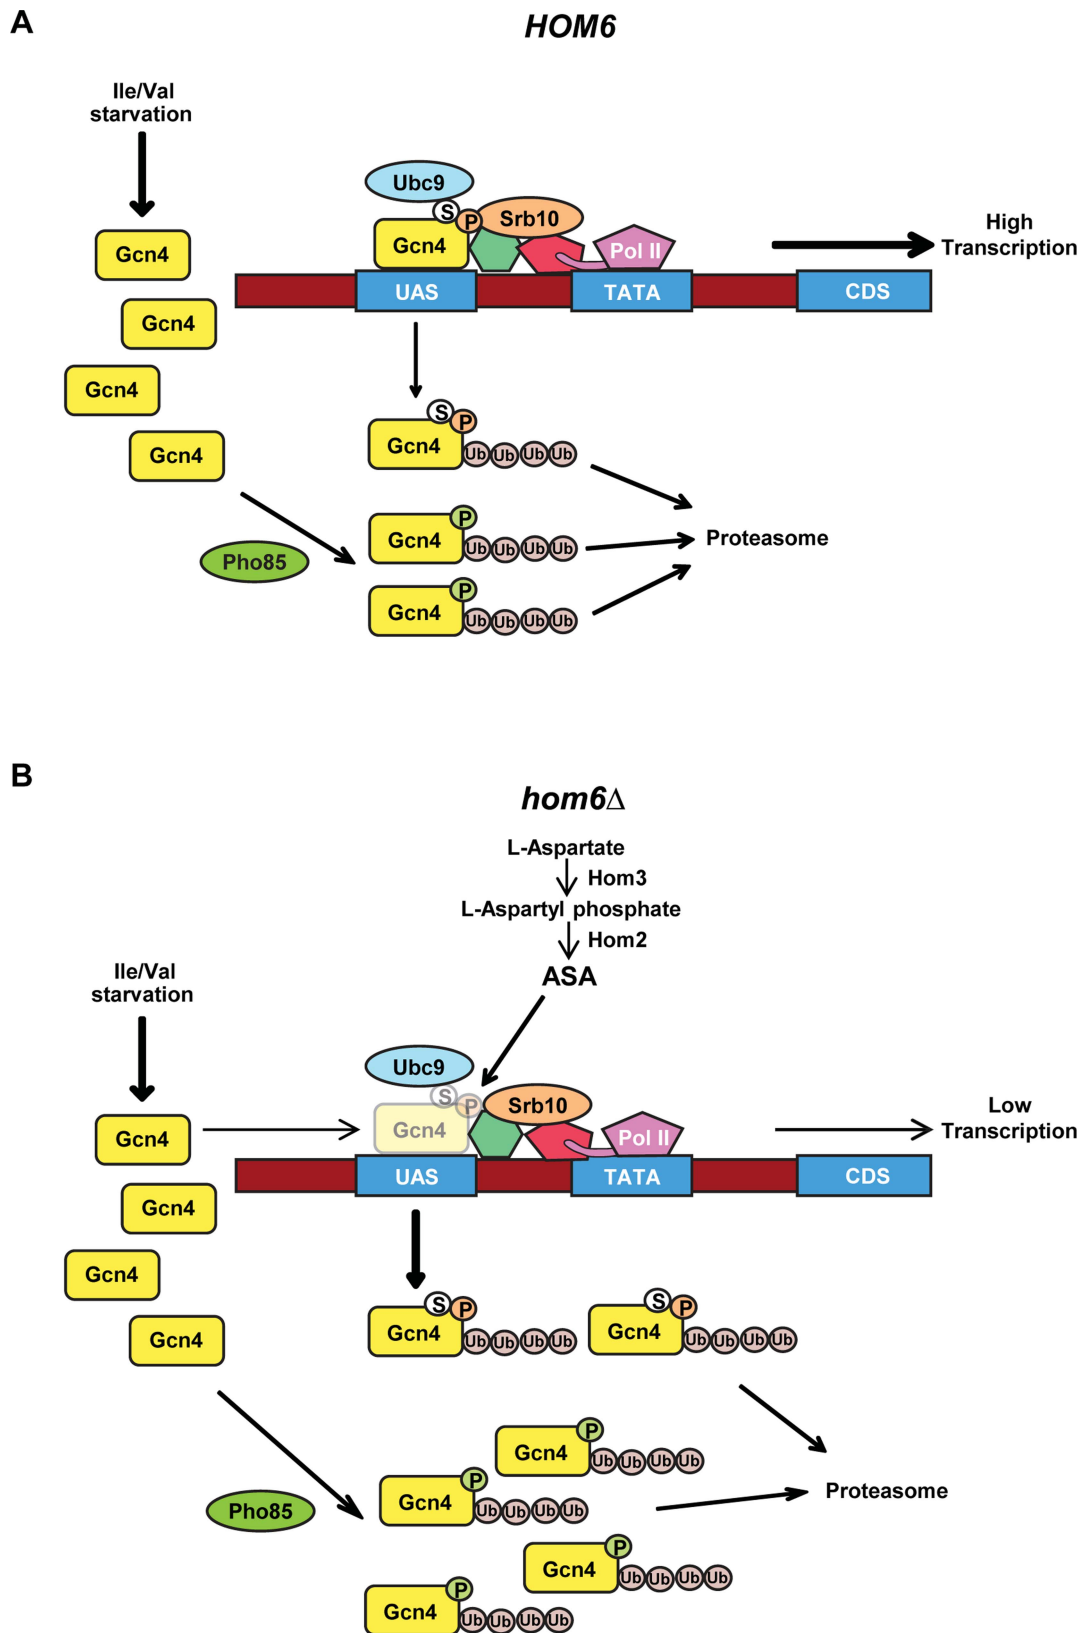 A
HOM6
Ile/Val
starvation
Ubc9
S
P
Srb10
Gcn4
Pol II
High
Transcription
Gcn4
UAS
TATA
CDS
Gcn4
Gcn4
S
P
Gcn4
Ub Ub Ub Ub
Gcn4
P
Gcn4
Ub Ub Ub Ub
Proteasome
Pho85
P
Gcn4
Ub Ub Ub Ub
B
hom6Δ
L-Aspartate
Hom3
L-Aspartyl phosphate
Hom2
ASA
Ile/Val
starvation
Ubc9
S
P
Srb10
Gcn4
Pol II
Low
Transcription
Gcn4
UAS
TATA
CDS
Gcn4
Gcn4
S
P
Gcn4
Ub Ub Ub Ub
S
P
Gcn4
Ub Ub Ub Ub
Gcn4
P
Gcn4
Ub Ub Ub Ub
P
Gcn4
Ub Ub Ub Ub
Proteasome
Pho85
P
Gcn4
Ub Ub Ub Ub
P
Gcn4
Ub Ub Ub Ub